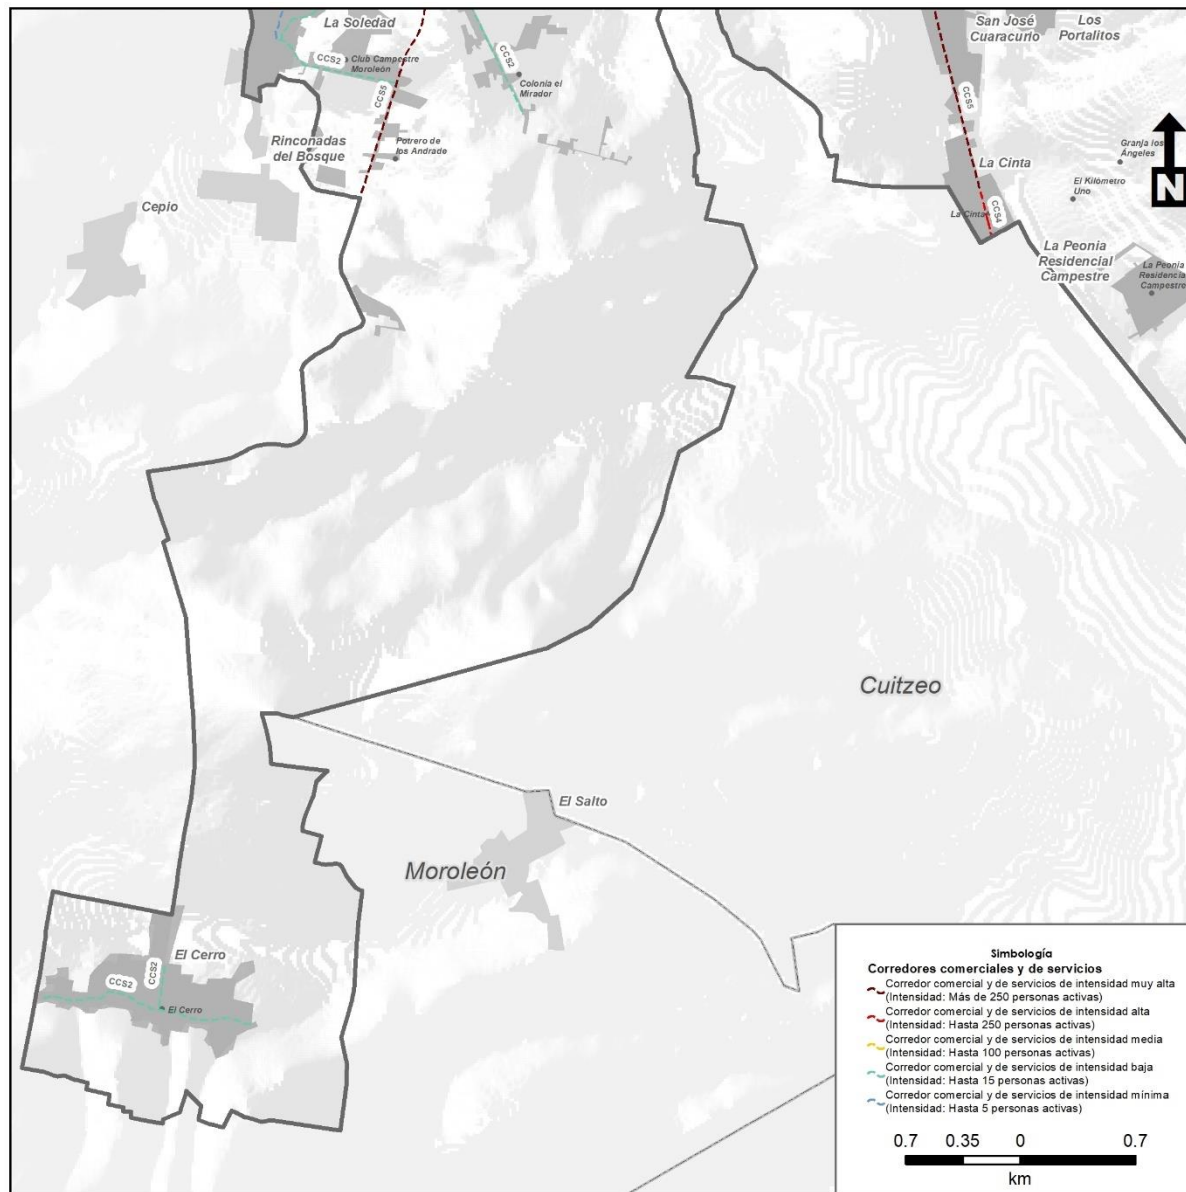 La Soledad
CCS2
Club Campestre
Moroleón
CCS5
CCS2
Colonia el
Mirador
San José
Cuaracurio
Los
Portalitos
CCS5
Rinconadas
del Bosque
Potrero de
los Andrade
Cepio
La Cinta
Granja los
Ángeles
El Kilómetro
Uno
La Cinta
CCS4
N
La Peonia
Residencial
Campestre
La Peonia
Residencial
Campestre
Cuitzeo
El Salto
Moroleón
El Cerro
CCS2
CCS2
El Cerro
Simbología
Corredores comerciales y de servicios
Corredor comercial y de servicios de intensidad muy alta
(Intensidad: Más de 250 personas activas)
Corredor comercial y de servicios de intensidad alta
(Intensidad: Hasta 250 personas activas)
Corredor comercial y de servicios de intensidad media
(Intensidad: Hasta 100 personas activas)
Corredor comercial y de servicios de intensidad baja
(Intensidad: Hasta 15 personas activas)
Corredor comercial y de servicios de intensidad mínima
(Intensidad: Hasta 5 personas activas)
0.7 0.35 0 0.7
km